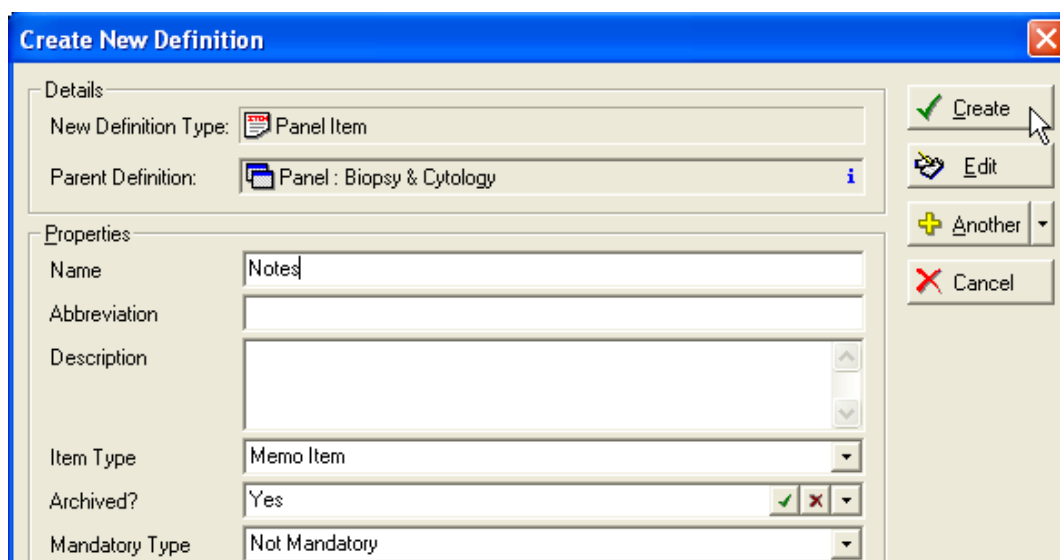 Create New Definition
Details
New Definition Type: ITEM Panel Item
Parent Definition: Panel : Biopsy & Cytology i
Properties
Name Notes
Abbreviation
Description
Item Type Memo Item
Archived? Yes
Mandatory Type Not Mandatory
Create
Edit
Another
Cancel